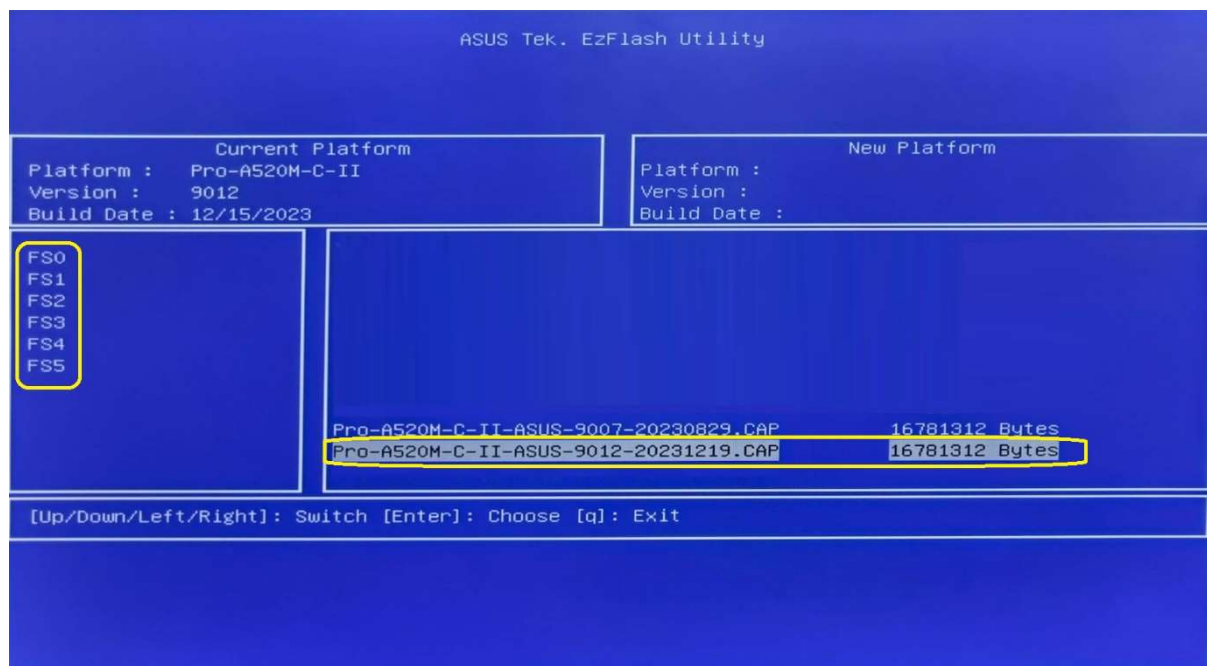 ASUS Tek. EzFlash Utility
Current Platform
Platform : Pro-A520M-C-II
Version : 9012
Build Date : 12/15/2023
New Platform
Platform :
Version :
Build Date :
FS0
FS1
FS2
FS3
FS4
FS5
Pro-A520M-C-II-ASUS-9007-20230829.CAP 16781312 Bytes
Pro-A520M-C-II-ASUS-9012-20231219.CAP 16781312 Bytes
[Up/Down/Left/Right]: Switch [Enter]: Choose [q]: Exit